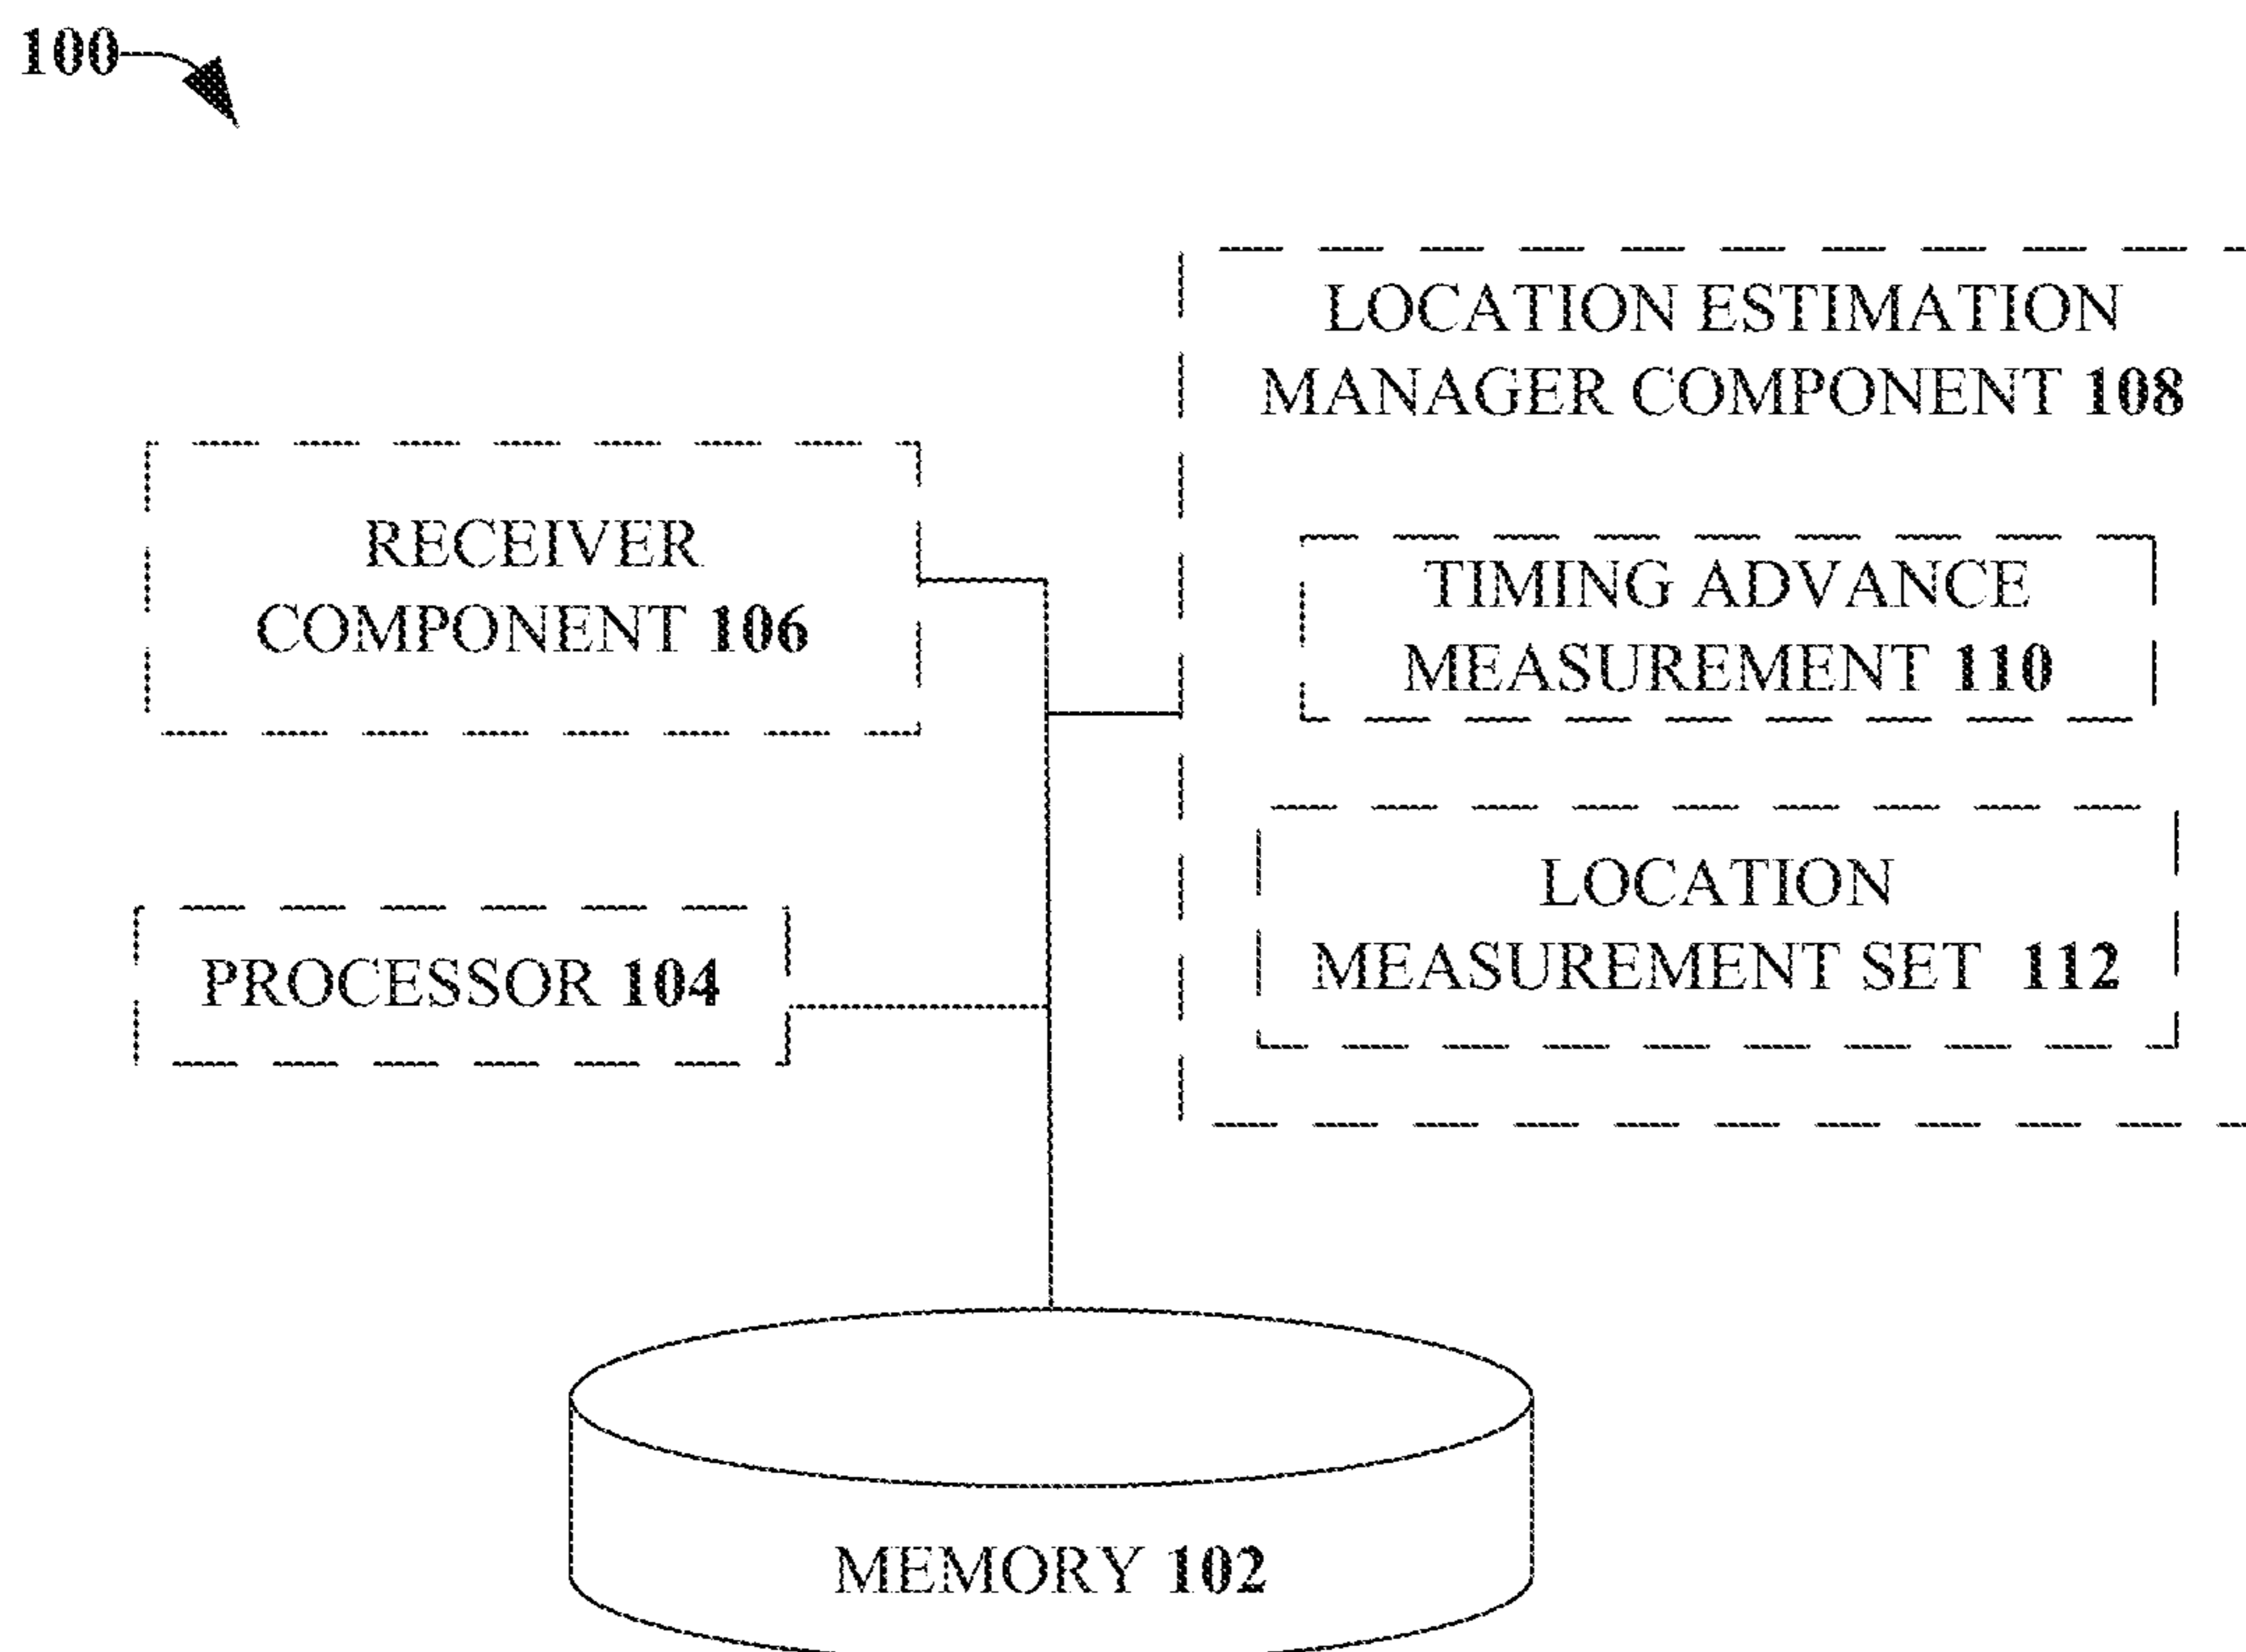 100
LOCATION ESTIMATION
MANAGER COMPONENT 108
RECEIVER
COMPONENT 106
TIMING ADVANCE
MEASUREMENT 110
LOCATION
MEASUREMENT SET 112
PROCESSOR 104
MEMORY 102